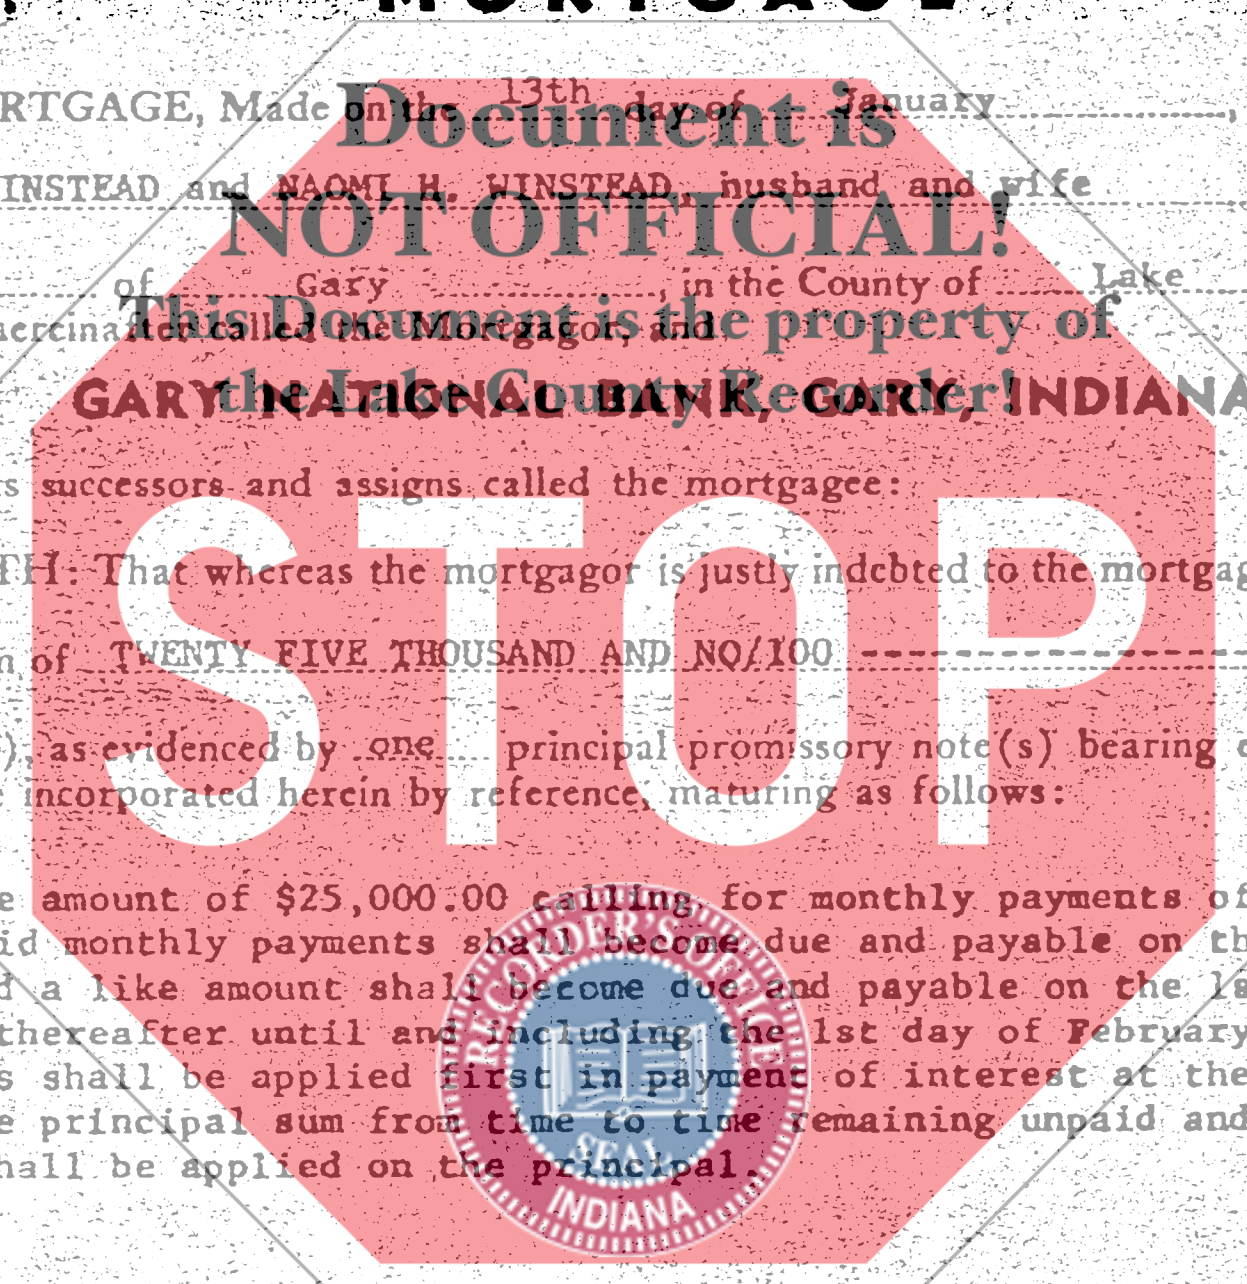 MORTGAGE
RTGAGE, Made on the 13th day of January,
Document is
INSTEAD and NAOMI H. WINSTEAD, husband and wife
NOT OFFICIAL!
of Gary, in the County of Lake
hereinafter called the Mortgagor, and
This Document is the property of
GARY NATIONAL BANK, GARY, INDIANA
the Lake County Recorder!
successors and assigns called the mortgagee:
STOP
TH: That whereas the mortgagor is justly indebted to the mortgag
of TWENTY FIVE THOUSAND AND NO/100 -------------
), as evidenced by one principal promissory note(s) bearing
incorporated herein by reference, maturing as follows:
e amount of $25,000.00 calling for monthly payments of
id monthly payments shall become due and payable on th
d a like amount shall become due and payable on the 1s
thereafter until and including the 1st day of February
s shall be applied first in payment of interest at the
e principal sum from time to time remaining unpaid and
hall be applied on the principal.
RECORDER'S OFFICE
SEAL
INDIANA